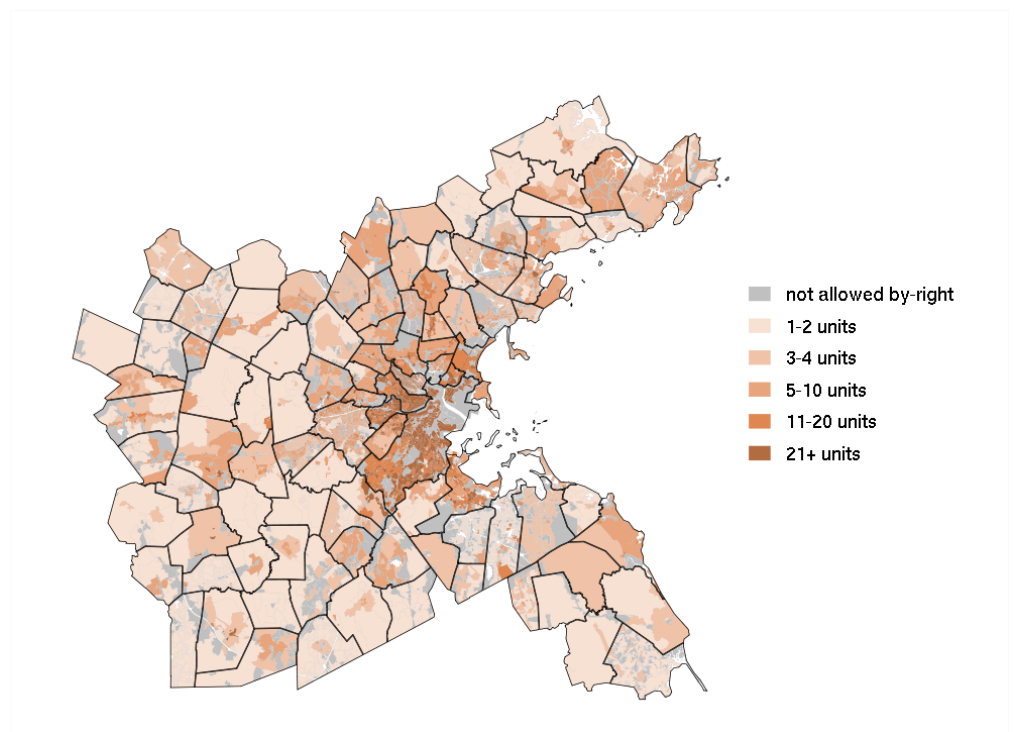 not allowed by-right
1-2 units
3-4 units
5-10 units
11-20 units
21+ units